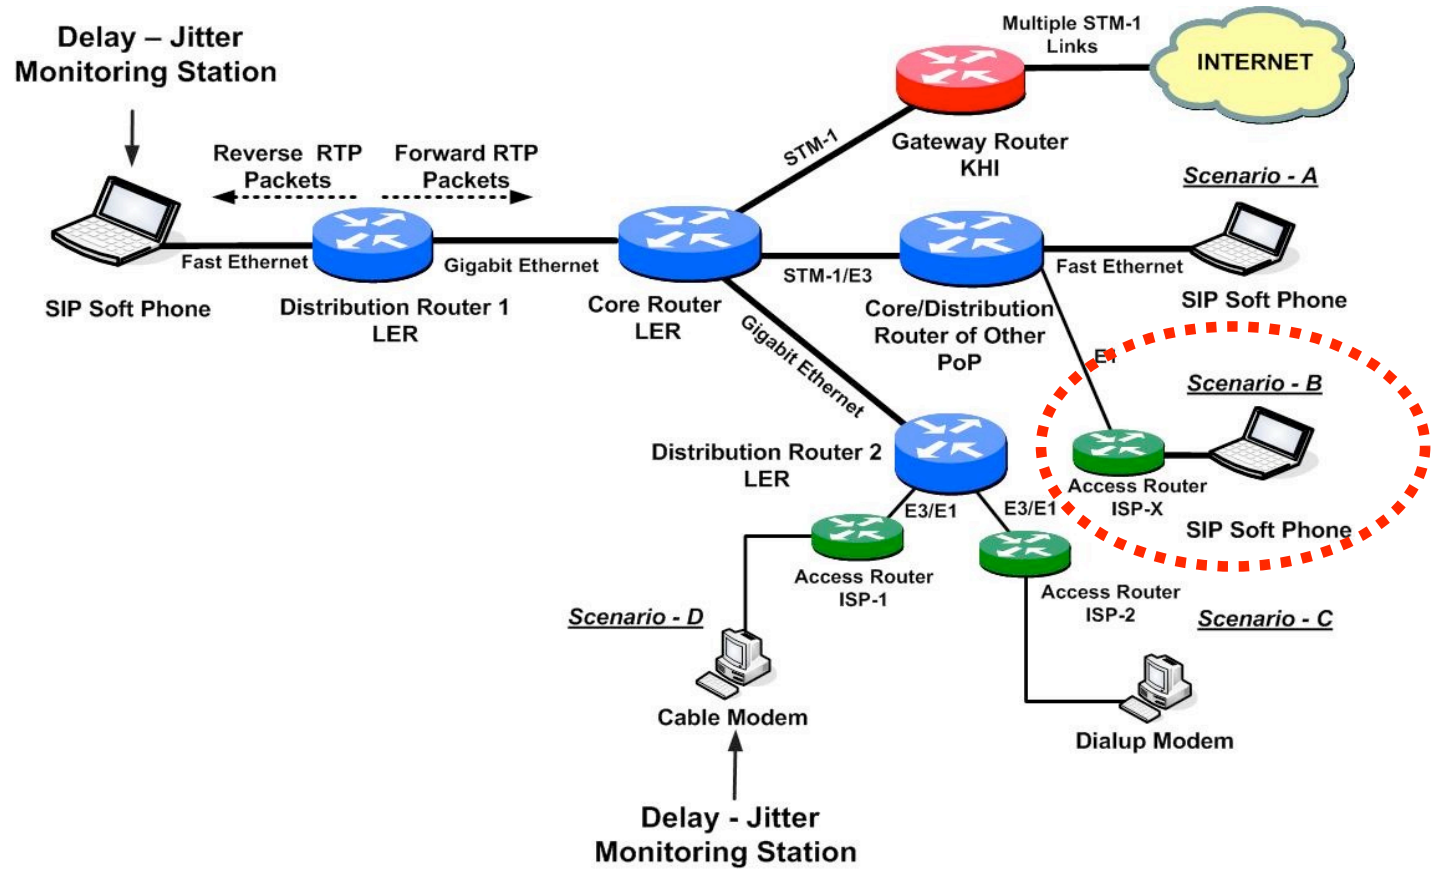 Delay – Jitter
Monitoring Station
Multiple STM-1
Links
INTERNET
STM-1
Gateway Router
KHI
Reverse RTP
Packets
Forward RTP
Packets
Scenario - A
Fast Ethernet
Gigabit Ethernet
STM-1/E3
Fast Ethernet
SIP Soft Phone
Distribution Router 1
LER
Core Router
LER
Core/Distribution
Router of Other
PoP
SIP Soft Phone
Gigabit Ethernet
E1
Scenario - B
Distribution Router 2
LER
Access Router
ISP-X
SIP Soft Phone
E3/E1
E3/E1
Access Router
ISP-1
Access Router
ISP-2
Scenario - D
Scenario - C
Cable Modem
Dialup Modem
Delay - Jitter
Monitoring Station